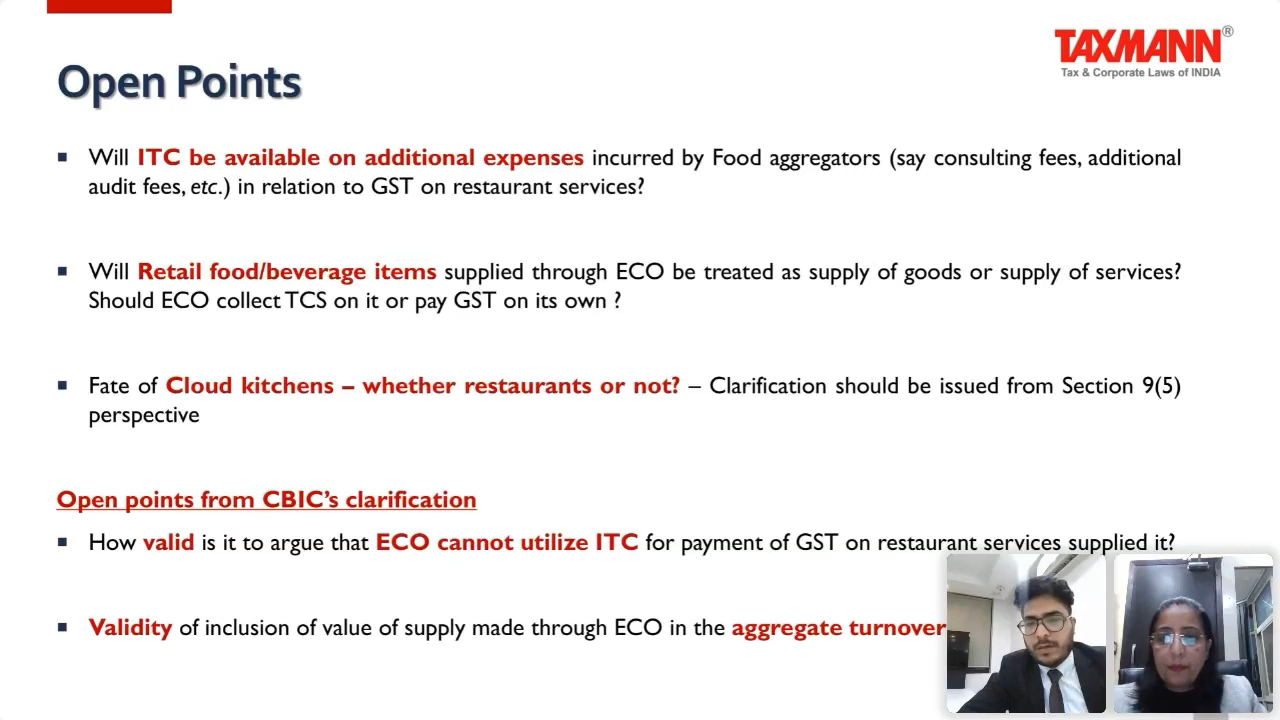 TAXMANN®
Tax & Corporate Laws of INDIA
Open Points
▪ Will ITC be available on additional expenses incurred by Food aggregators (say consulting fees, additional
audit fees, etc.) in relation to GST on restaurant services?
▪ Will Retail food/beverage items supplied through ECO be treated as supply of goods or supply of services?
Should ECO collect TCS on it or pay GST on its own ?
▪ Fate of Cloud kitchens – whether restaurants or not? – Clarification should be issued from Section 9(5)
perspective
Open points from CBIC’s clarification
▪ How valid is it to argue that ECO cannot utilize ITC for payment of GST on restaurant services supplied it?
▪ Validity of inclusion of value of supply made through ECO in the aggregate turnover